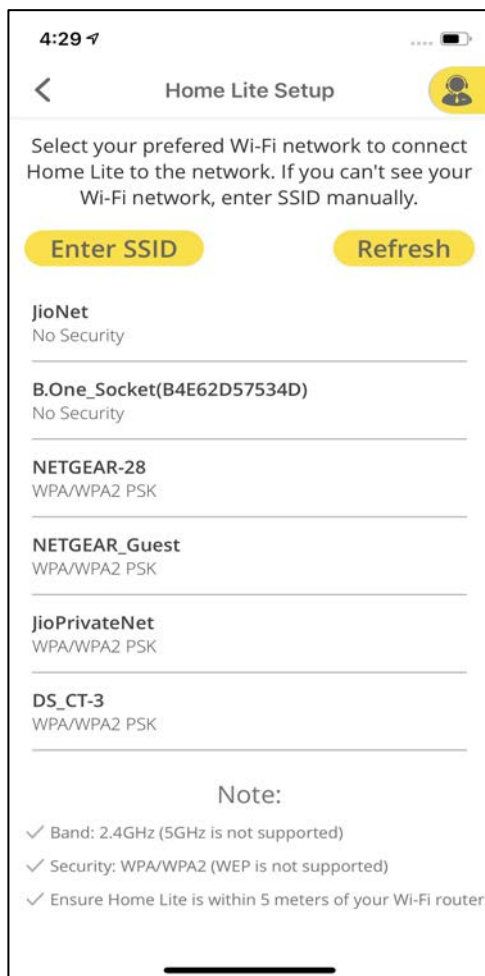 4:29
Home Lite Setup
Select your prefered Wi-Fi network to connect
Home Lite to the network. If you can't see your
Wi-Fi network, enter SSID manually.
Enter SSID
Refresh
JioNet
No Security
B.One_Socket(B4E62D57534D)
No Security
NETGEAR-28
WPA/WPA2 PSK
NETGEAR_Guest
WPA/WPA2 PSK
JioPrivateNet
WPA/WPA2 PSK
DS_CT-3
WPA/WPA2 PSK
Note:
Band: 2.4GHz (5GHz is not supported)
Security: WPA/WPA2 (WEP is not supported)
Ensure Home Lite is within 5 meters of your Wi-Fi router